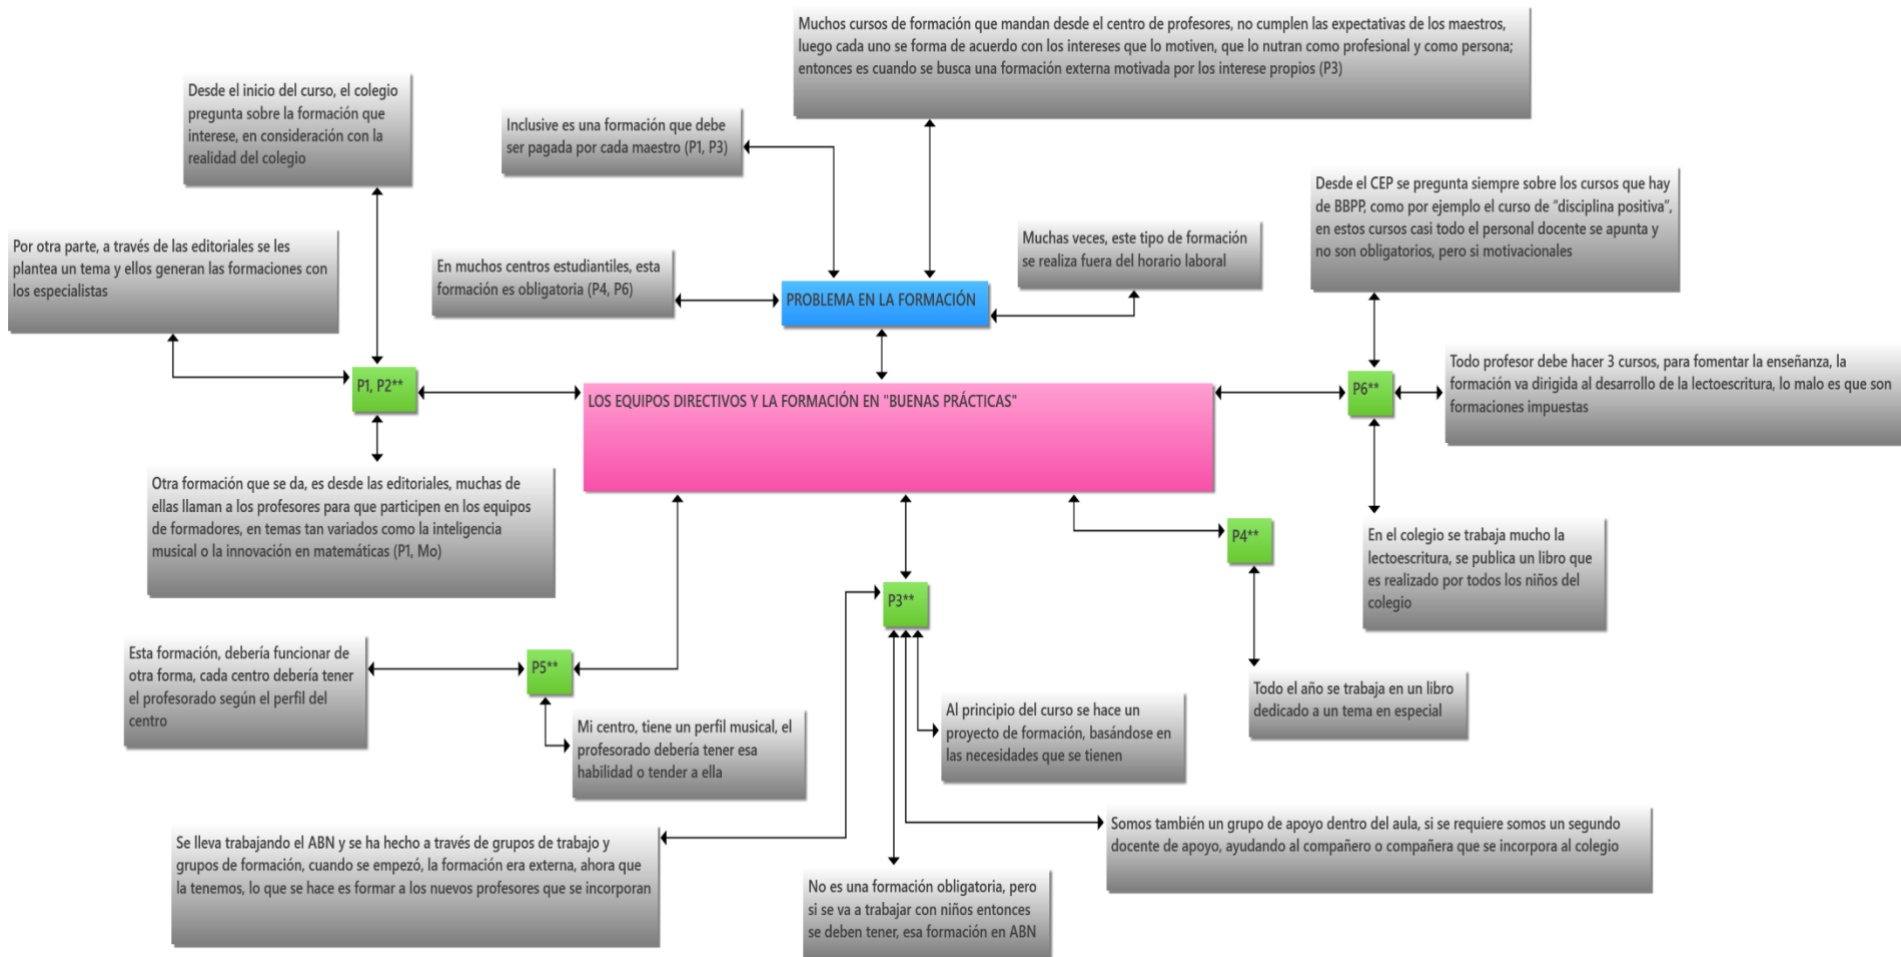 Muchos cursos de formación que mandan desde el centro de profesores, no cumplen las expectativas de los maestros,
luego cada uno se forma de acuerdo con los intereses que lo motiven, que lo nutran como profesional y como persona;
entonces es cuando se busca una formación externa motivada por los interese propios (P3)
Desde el inicio del curso, el colegio
pregunta sobre la formación que
interese, en consideración con la
realidad del colegio
Inclusive es una formación que debe
ser pagada por cada maestro (P1, P3)
Desde el CEP se pregunta siempre sobre los cursos que hay
de BBPP, como por ejemplo el curso de “disciplina positiva”,
en estos cursos casi todo el personal docente se apunta y
no son obligatorios, pero si motivacionales
Por otra parte, a través de las editoriales se les
plantea un tema y ellos generan las formaciones con
los especialistas
En muchos centros estudiantiles, esta
formación es obligatoria (P4, P6)
Muchas veces, este tipo de formación
se realiza fuera del horario laboral
PROBLEMA EN LA FORMACIÓN
P1, P2**
LOS EQUIPOS DIRECTIVOS Y LA FORMACIÓN EN "BUENAS PRÁCTICAS"
P6**
Todo profesor debe hacer 3 cursos, para fomentar la enseñanza, la
formación va dirigida al desarrollo de la lectoescritura, lo malo es que son
formaciones impuestas
Otra formación que se da, es desde las editoriales, muchas de
ellas llaman a los profesores para que participen en los equipos
de formadores, en temas tan variados como la inteligencia
musical o la innovación en matemáticas (P1, Mo)
P4**
En el colegio se trabaja mucho la
lectoescritura, se publica un libro que
es realizado por todos los niños del
colegio
P3**
Esta formación, debería funcionar de
otra forma, cada centro debería tener
el profesorado según el perfil del
centro
P5**
Mi centro, tiene un perfil musical, el
profesorado debería tener esa
habilidad o tender a ella
Al principio del curso se hace un
proyecto de formación, basándose en
las necesidades que se tienen
Todo el año se trabaja en un libro
dedicado a un tema en especial
Se lleva trabajando el ABN y se ha hecho a través de grupos de trabajo y
grupos de formación, cuando se empezó, la formación era externa, ahora que
la tenemos, lo que se hace es formar a los nuevos profesores que se incorporan
No es una formación obligatoria, pero
si se va a trabajar con niños entonces
se deben tener, esa formación en ABN
Somos también un grupo de apoyo dentro del aula, si se requiere somos un segundo
docente de apoyo, ayudando al compañero o compañera que se incorpora al colegio